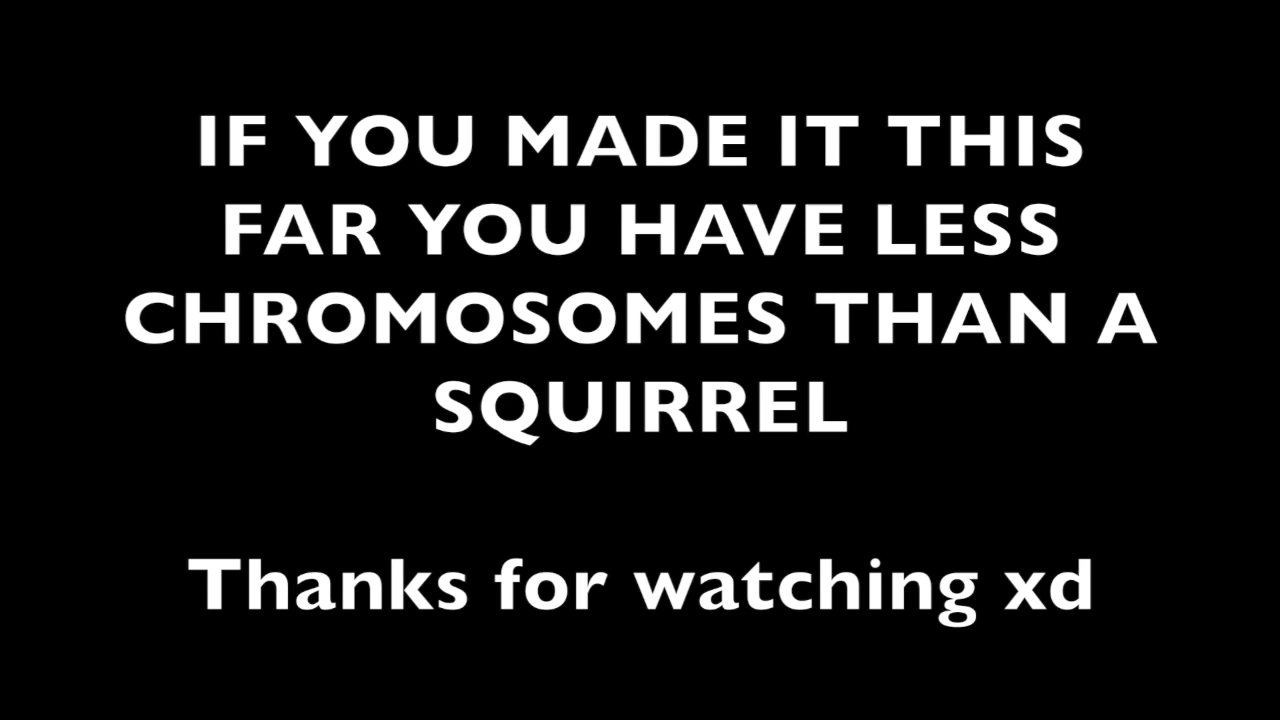 IF YOU MADE IT THIS
FAR YOU HAVE LESS
CHROMOSOMES THAN A
SQUIRREL
Thanks for watching xd